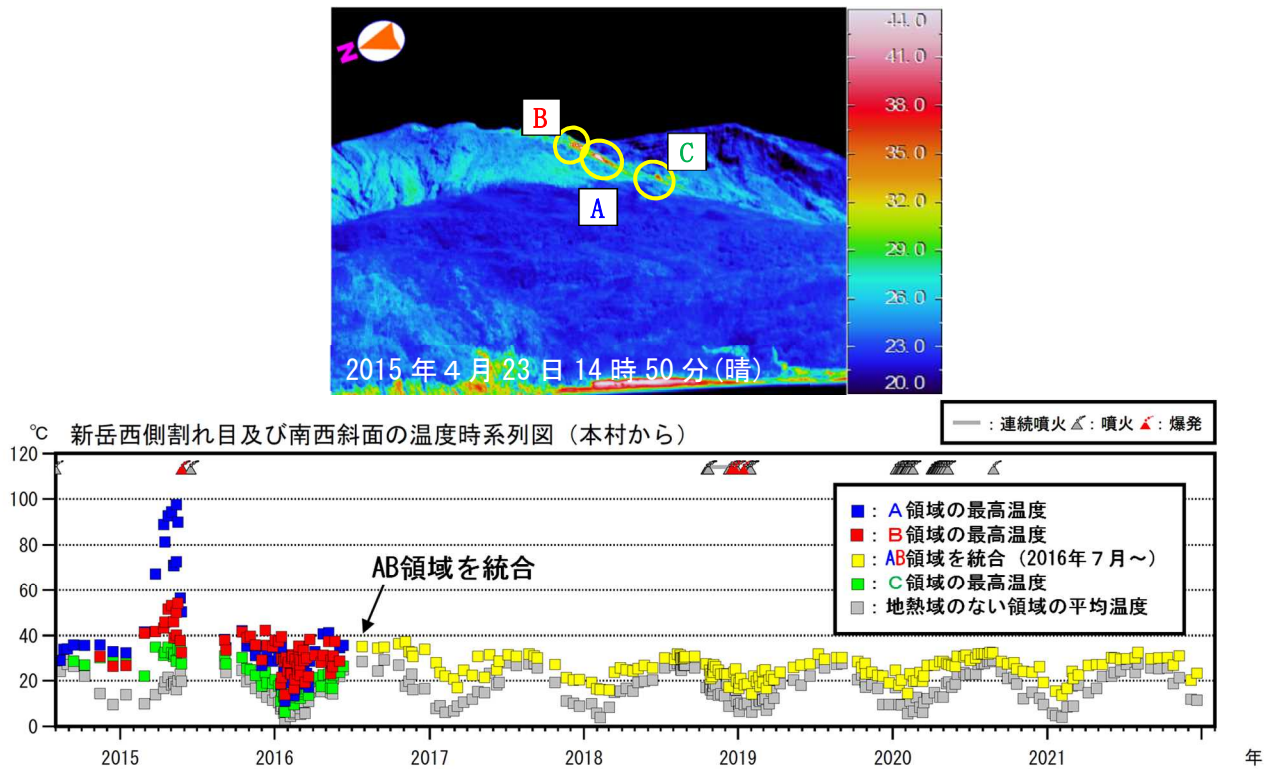 N
B
C
A
2015年4月23日14時50分(晴)
44.0
41.0
38.0
35.0
32.0
29.0
26.0
23.0
20.0
―：連続噴火 ：噴火 ：爆発
℃ 新岳西側割れ目及び南西斜面の温度時系列図（本村から）
120
100
80
60
40
20
0
AB領域を統合
：A領域の最高温度
：B領域の最高温度
：AB領域を統合（2016年7月～）
：C領域の最高温度
：地熱域のない領域の平均温度
2015 2016 2017 2018 2019 2020 2021 年